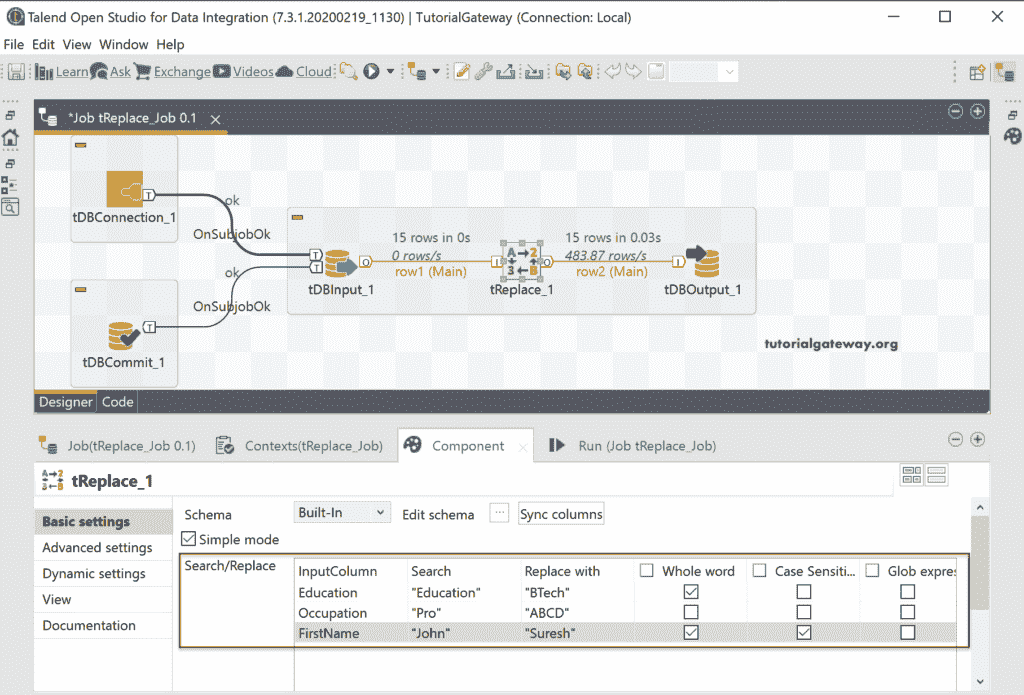 Talend Open Studio for Data Integration (7.3.1.20200219_1130) | TutorialGateway (Connection: Local)
File Edit View Window Help
Learn Ask Exchange Videos Cloud
*Job tReplace_Job 0.1
T
tDBConnection_1
ok
OnSubjobOk
15 rows in 0s
0 rows/s
row1 (Main)
15 rows in 0.03s
483.87 rows/s
row2 (Main)
T
T
O
I
A 2
3 B
O
I
tDBInput_1
tReplace_1
tDBOutput_1
ok
OnSubjobOk
T
tDBCommit_1
tutorialgateway.org
Designer Code
Job(tReplace_Job 0.1) Contexts(tReplace_Job) Component Run (Job tReplace_Job)
A 2
3 B
tReplace_1
Basic settings
Advanced settings
Dynamic settings
View
Documentation
Schema Built-In Edit schema ... Sync columns
Simple mode
Search/Replace
InputColumn Search Replace with Whole word Case Sensiti... Glob expres
Education "Education" "BTech"
Occupation "Pro" "ABCD"
FirstName "John" "Suresh"